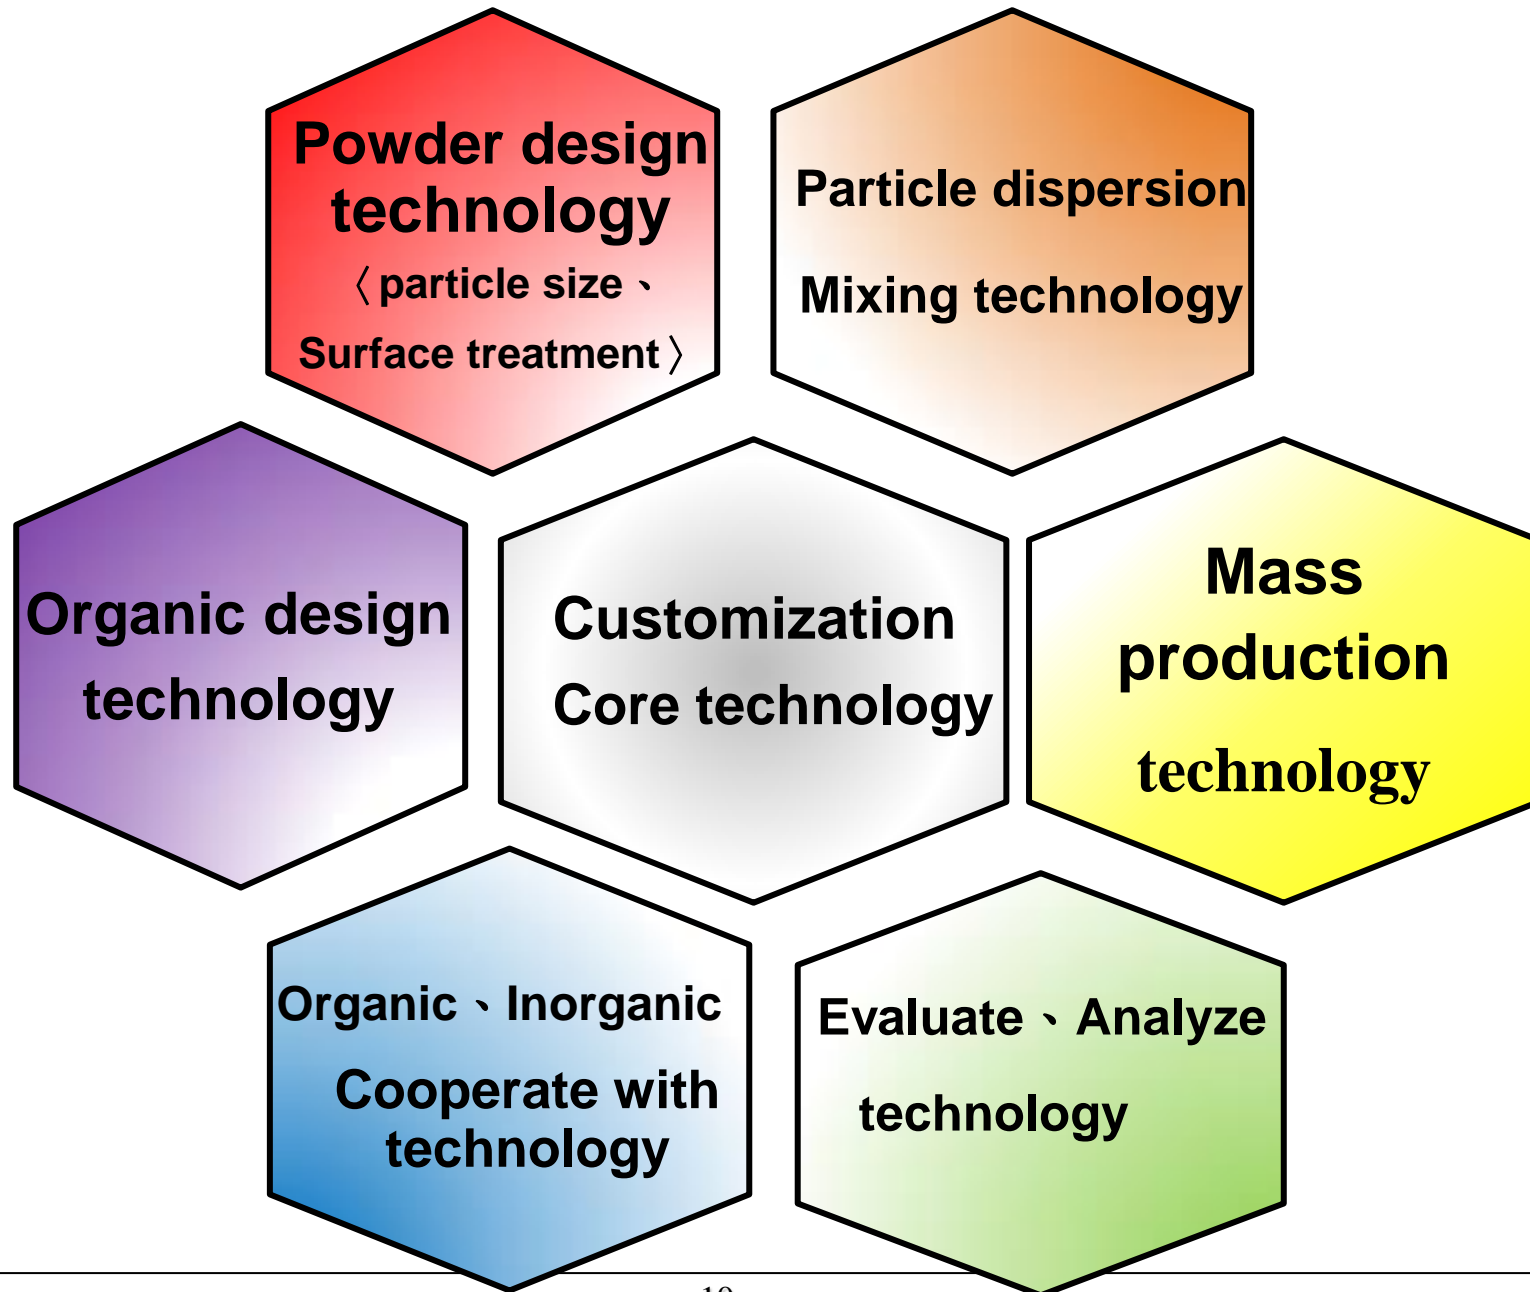 Powder design
technology
〈particle size、
Surface treatment〉
Particle dispersion
Mixing technology
Organic design
technology
Customization
Core technology
Mass
production
technology
Organic、Inorganic
Cooperate with
technology
Evaluate、Analyze
technology